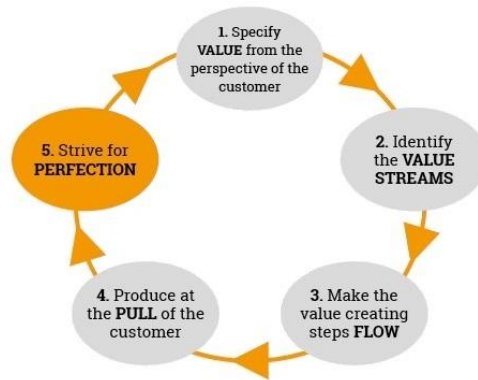 1. Specify
VALUE from the
perspective of the
customer
2. Identify
the VALUE
STREAMS
3. Make the
value creating
steps FLOW
4. Produce at
the PULL of the
customer
5. Strive for
PERFECTION